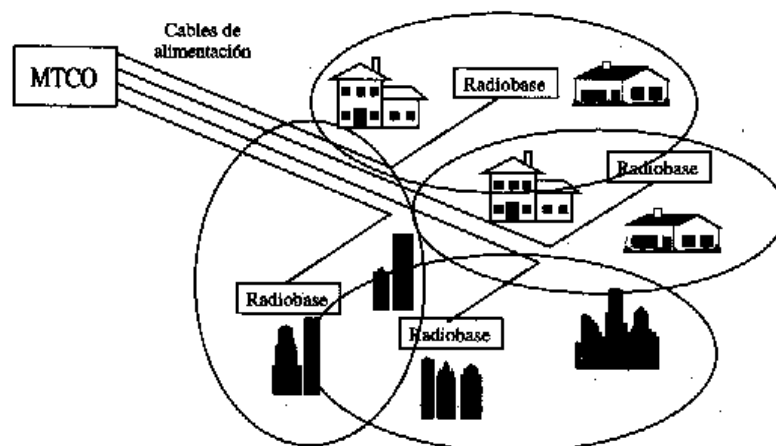 Cables de
alimentación
MTCO
Radiobase
Radiobase
Radiobase
Radiobase